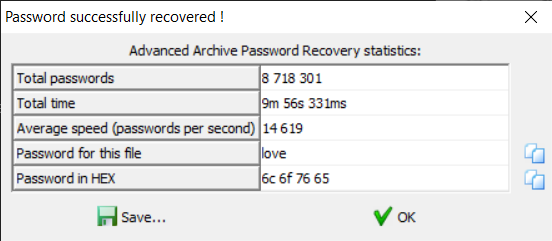 Password successfully recovered !
Advanced Archive Password Recovery statistics:
Total passwords 8 718 301
Total time 9m 56s 331ms
Average speed (passwords per second) 14 619
Password for this file love
Password in HEX 6c 6f 76 65
Save... OK